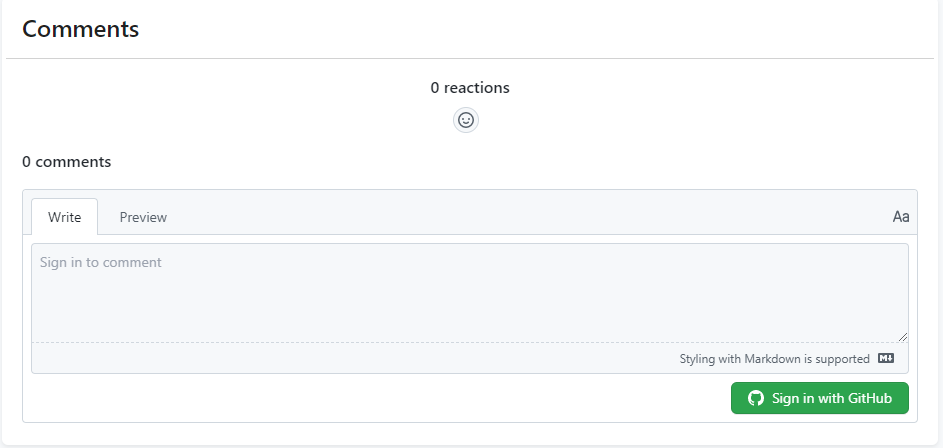 Comments
0 reactions
0 comments
Write Preview Aa
Sign in to comment
Styling with Markdown is supported M↓
Sign in with GitHub